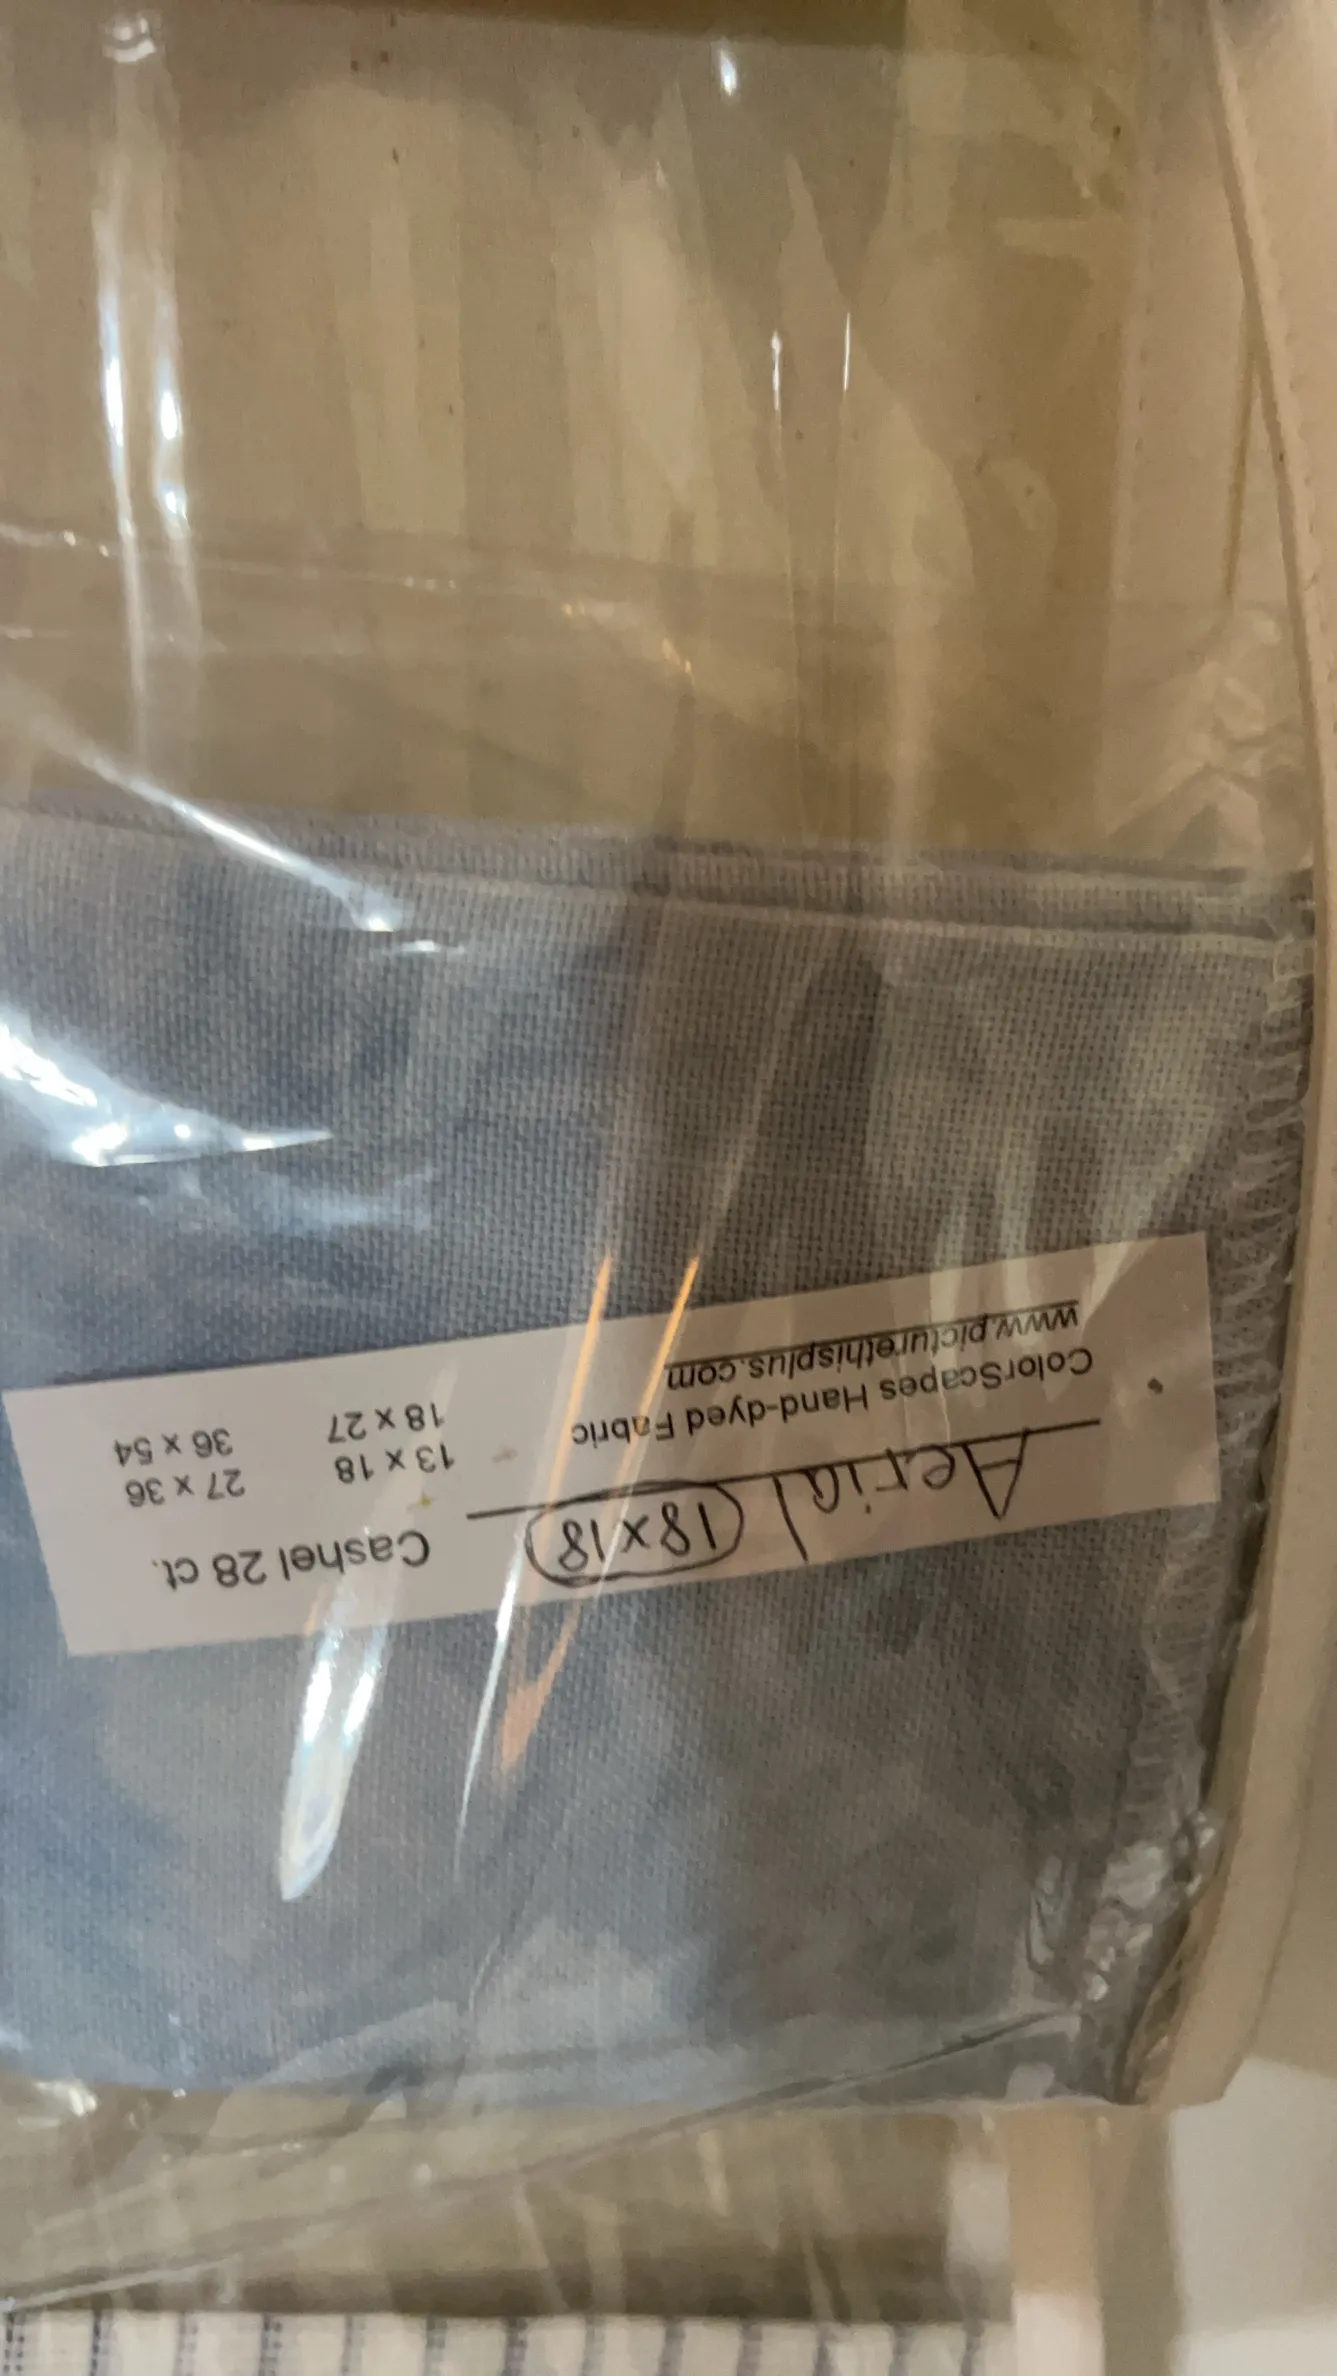 Cashel 28 ct.
18x18
Aerial
27 x 36
13 x 18
36 x 54
18 x 27
ColorScapes Hand-dyed Fabric
www.picturethisplus.com